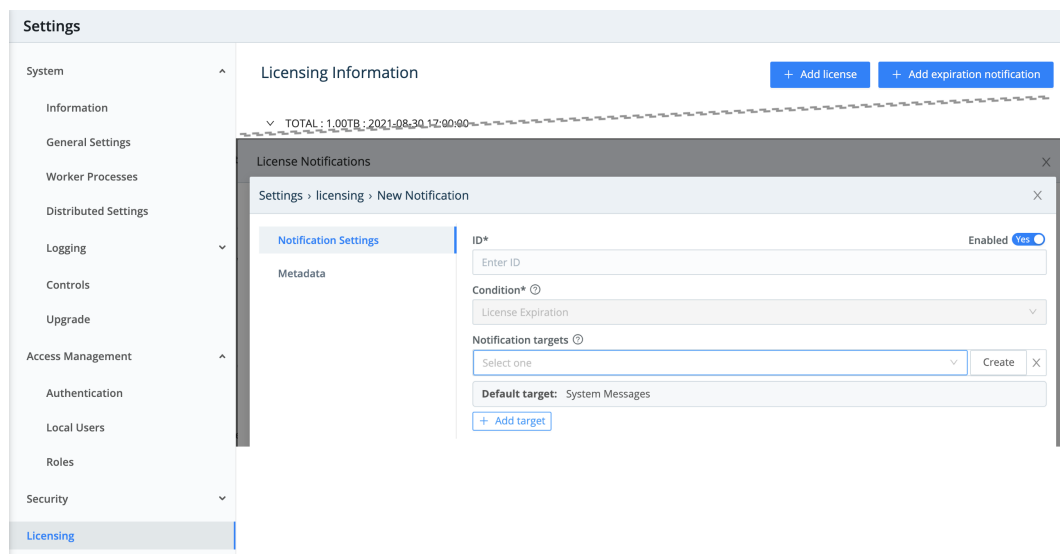 Settings
System
Information
General Settings
Worker Processes
Distributed Settings
Logging
Controls
Upgrade
Access Management
Authentication
Local Users
Roles
Security
Licensing
Licensing Information
+ Add license
+ Add expiration notification
TOTAL : 1.00TB : 2021-08-30 17:00:00
License Notifications
X
Settings › licensing › New Notification
X
Notification Settings
Metadata
ID*
Enabled Yes
Enter ID
Condition* ?
License Expiration
Notification targets ?
Select one
Create X
Default target: System Messages
+ Add target